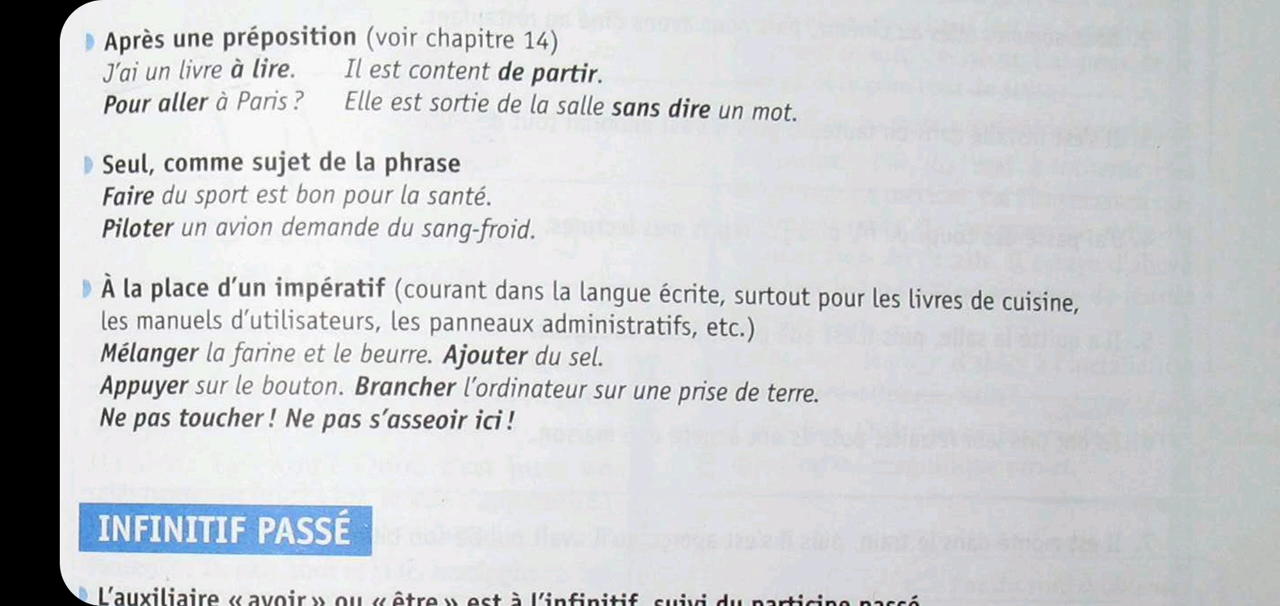 Après une préposition (voir chapitre 14)
J'ai un livre à lire. Il est content de partir.
Pour aller à Paris ? Elle est sortie de la salle sans dire un mot.
Seul, comme sujet de la phrase
Faire du sport est bon pour la santé.
Piloter un avion demande du sang-froid.
À la place d'un impératif (courant dans la langue écrite, surtout pour les livres de cuisine,
les manuels d'utilisateurs, les panneaux administratifs, etc.)
Mélanger la farine et le beurre. Ajouter du sel.
Appuyer sur le bouton. Brancher l'ordinateur sur une prise de terre.
Ne pas toucher ! Ne pas s'asseoir ici !
INFINITIF PASSÉ
L'auxiliaire « avoir » ou « être » est à l'infinitif, suivi du participe passé